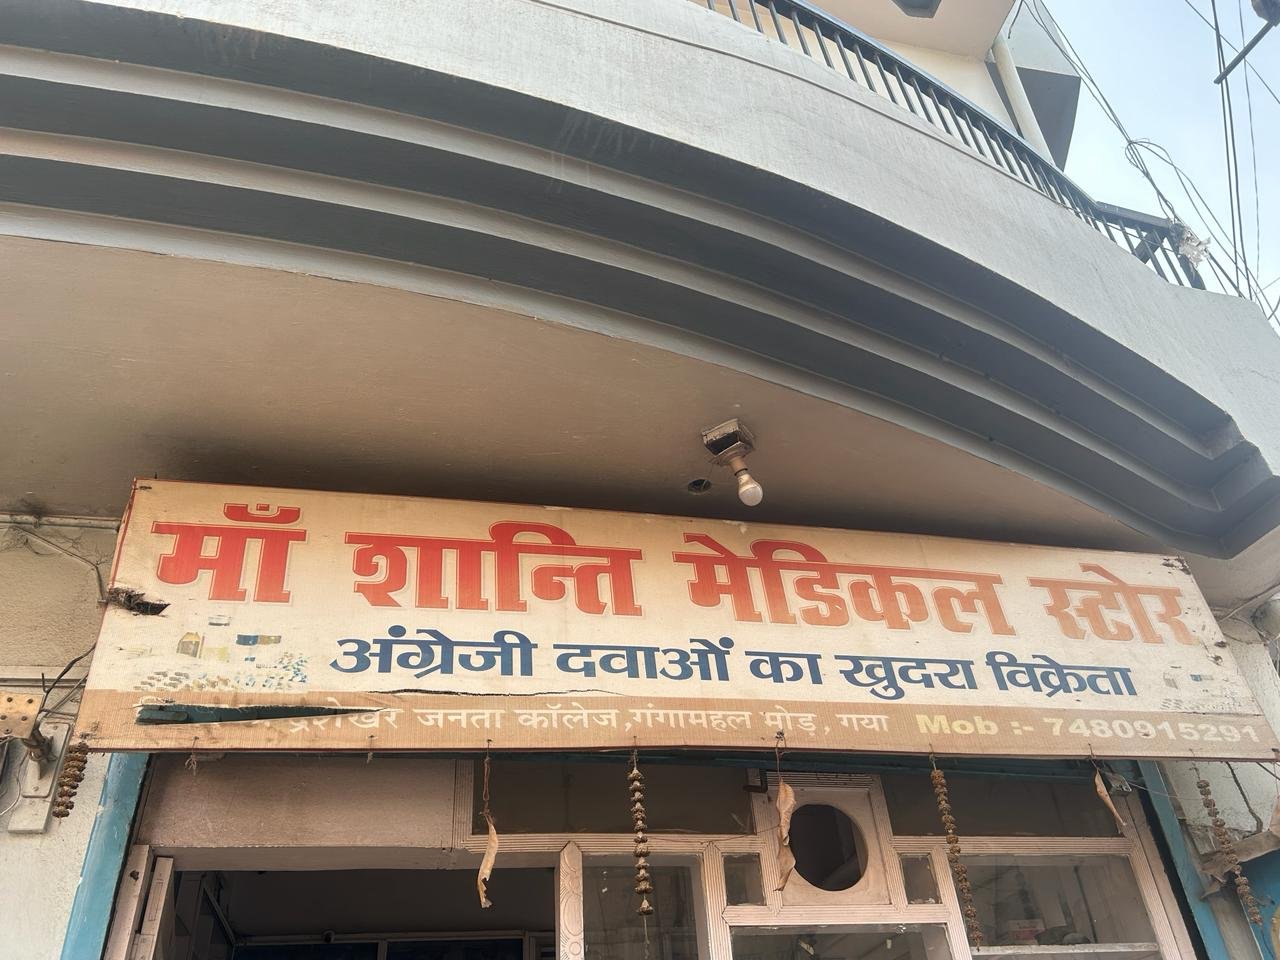 माँ शान्ति मेडिकल स्टोर
अंग्रेजी दवाओं का खुदरा विक्रेता
जनता कॉलेज,गंगामहल मोड़, गया Mob :- 7480915291